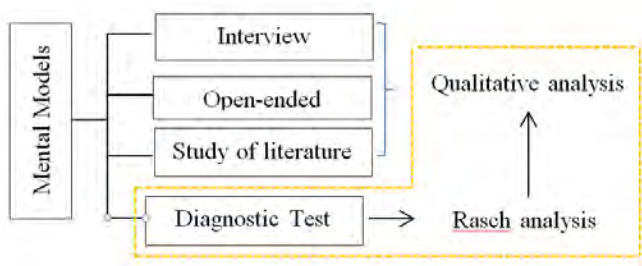 Mental Models
Interview
Open-ended
Study of literature
Diagnostic Test
Qualitative analysis
Rasch analysis